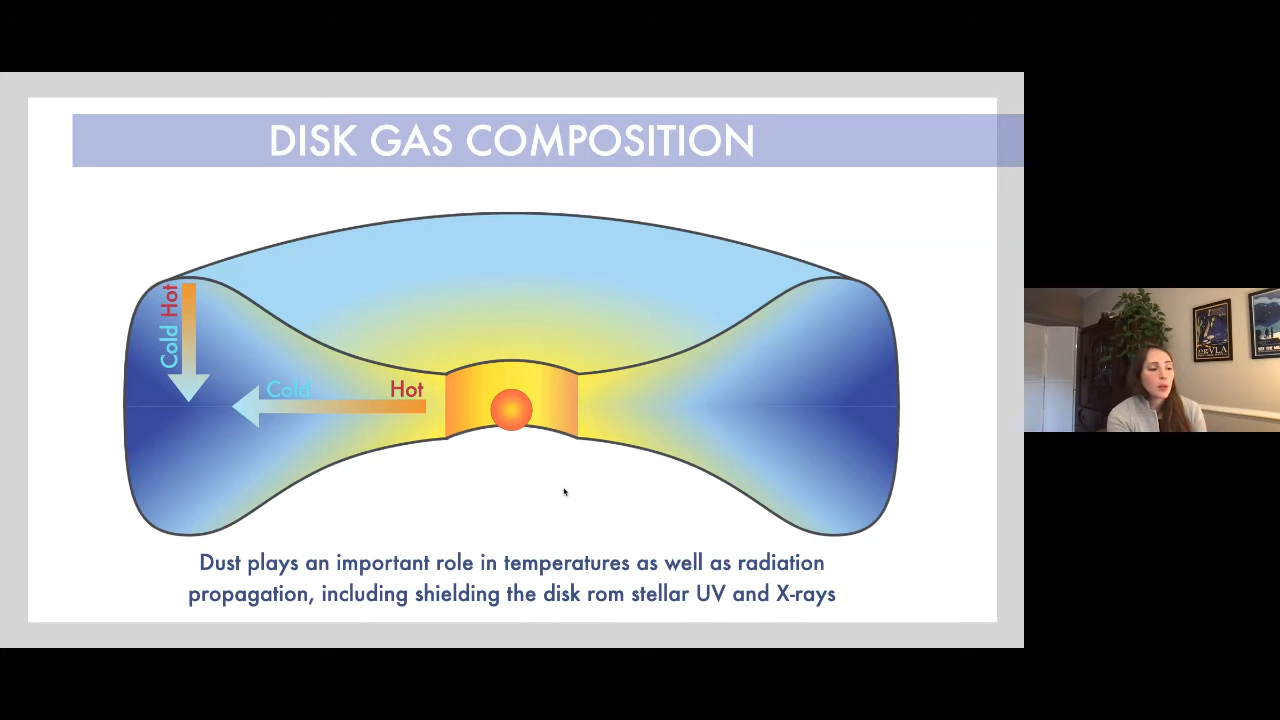 DISK GAS COMPOSITION
Hot
Cold
Cold
Hot
Dust plays an important role in temperatures as well as radiation
propagation, including shielding the disk rom stellar UV and X-rays
VLA